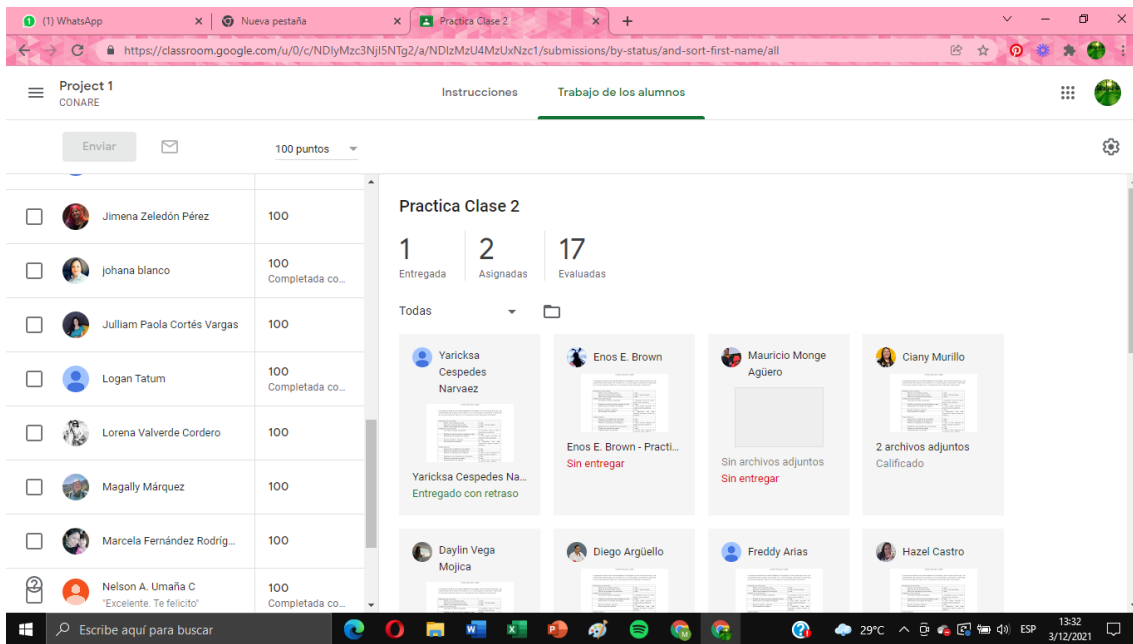 (1) WhatsApp
Nueva pestaña
Practica Clase 2
https://classroom.google.com/u/0/c/NDIyMzc3NjI5NTg2/a/NDIzMzU4MzUxNzc1/submissions/by-status/and-sort-first-name/all
Project 1
CONARE
Instrucciones
Trabajo de los alumnos
Enviar
100 puntos
Jimena Zeledón Pérez
100
johana blanco
100
Completada co...
Julliam Paola Cortés Vargas
100
Logan Tatum
100
Completada co...
Lorena Valverde Cordero
100
Magally Márquez
100
Marcela Fernández Rodríg...
100
Nelson A. Umaña C
"Excelente. Te felicito"
100
Completada co...
Practica Clase 2
1
Entregada
2
Asignadas
17
Evaluadas
Todas
Yaricksa
Cespedes
Narvaez
Yaricksa Cespedes Na...
Entregado con retraso
Enos E. Brown
Enos E. Brown - Practi...
Sin entregar
Mauricio Monge
Agüero
Sin archivos adjuntos
Sin entregar
Ciany Murillo
2 archivos adjuntos
Calificado
Daylin Vega
Mojica
Diego Argüello
Freddy Arias
Hazel Castro
Escribe aquí para buscar
29°C
ESP
13:32
3/12/2021